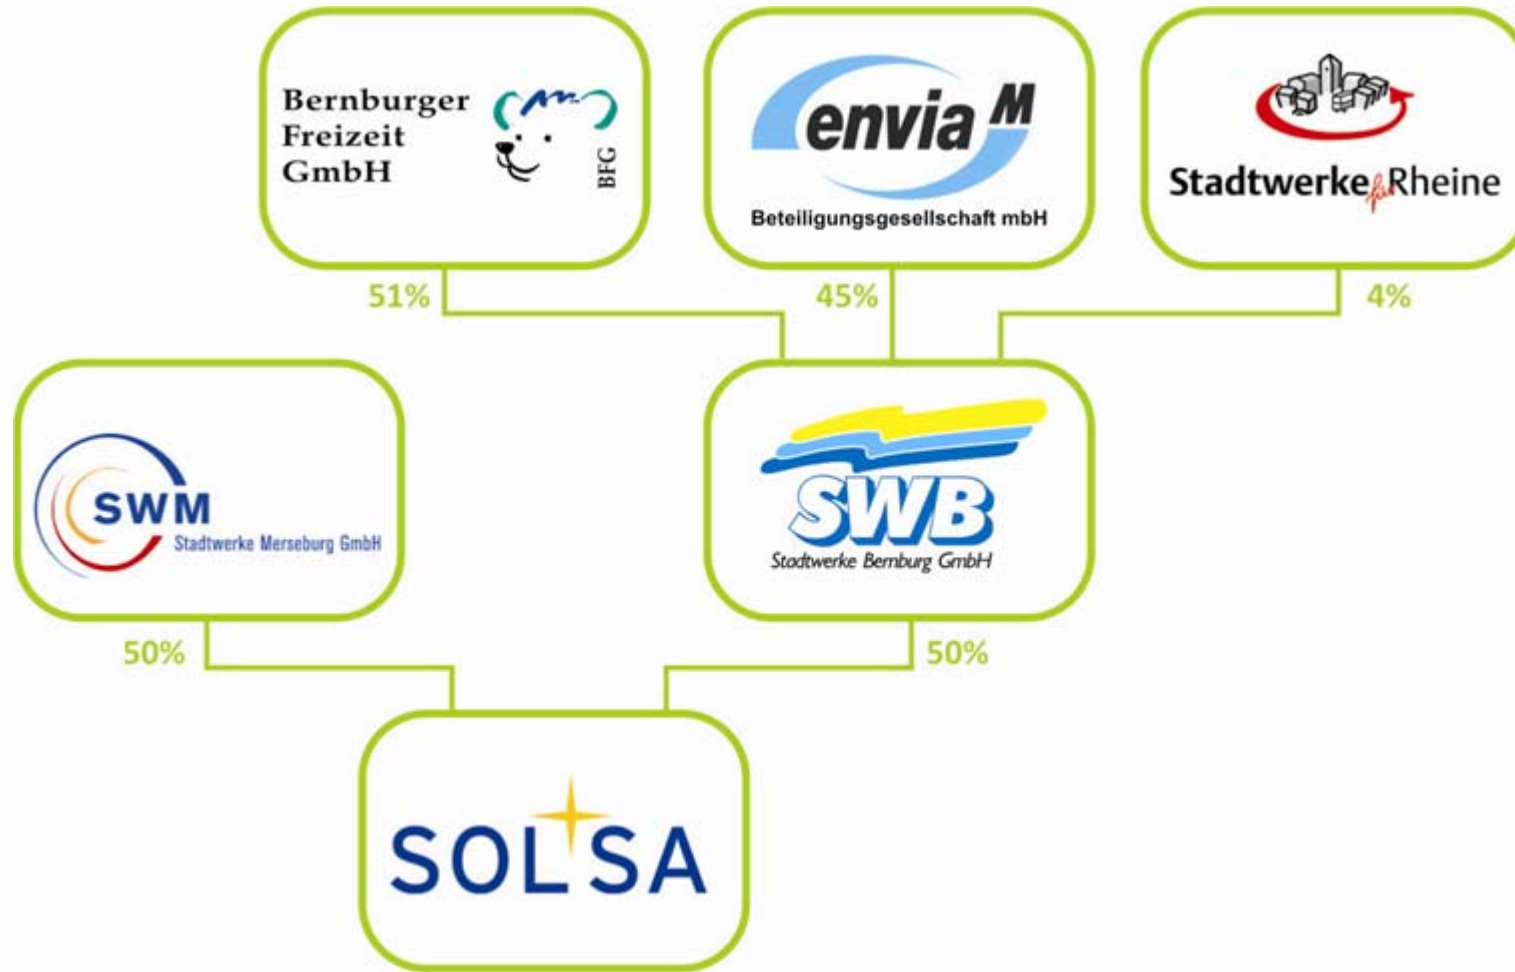 Bernburger
Freizeit
GmbH
BFG
envia M
Beteiligungsgesellschaft mbH
Stadtwerke für Rheine
51%
45%
4%
SWM
Stadtwerke Merseburg GmbH
SWB
Stadtwerke Bernburg GmbH
50%
50%
SOLSA